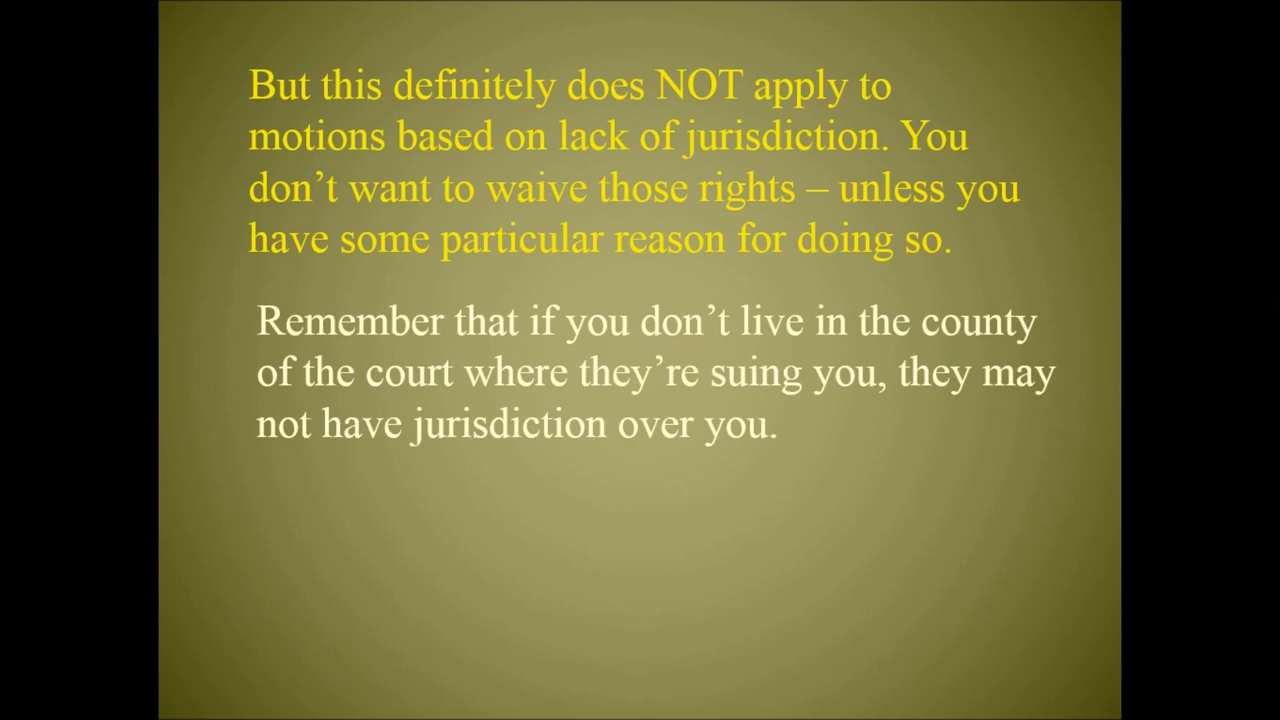 But this definitely does NOT apply to
motions based on lack of jurisdiction. You
don’t want to waive those rights – unless you
have some particular reason for doing so.
Remember that if you don’t live in the county
of the court where they’re suing you, they may
not have jurisdiction over you.